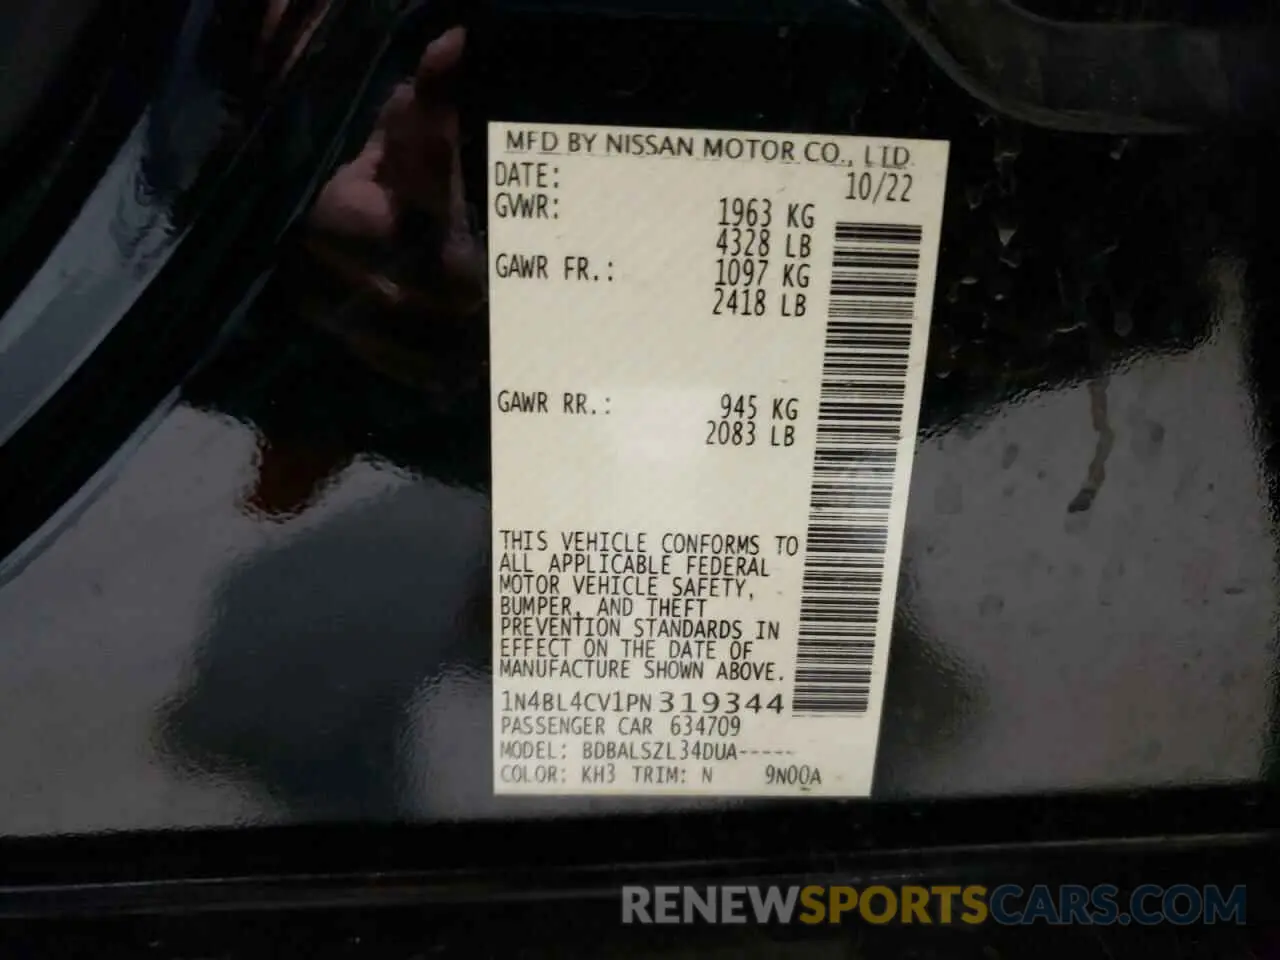 MFD BY NISSAN MOTOR CO., LTD.
DATE: 10/22
GVWR: 1963 KG
4328 LB
GAWR FR.: 1097 KG
2418 LB
GAWR RR.: 945 KG
2083 LB
THIS VEHICLE CONFORMS TO
ALL APPLICABLE FEDERAL
MOTOR VEHICLE SAFETY,
BUMPER, AND THEFT
PREVENTION STANDARDS IN
EFFECT ON THE DATE OF
MANUFACTURE SHOWN ABOVE.
1N4BL4CV1PN319344
PASSENGER CAR 634709
MODEL: BDBALSZL34DUA-----
COLOR: KH3 TRIM: N 9N00A
RENEWSPORTSCARS.COM